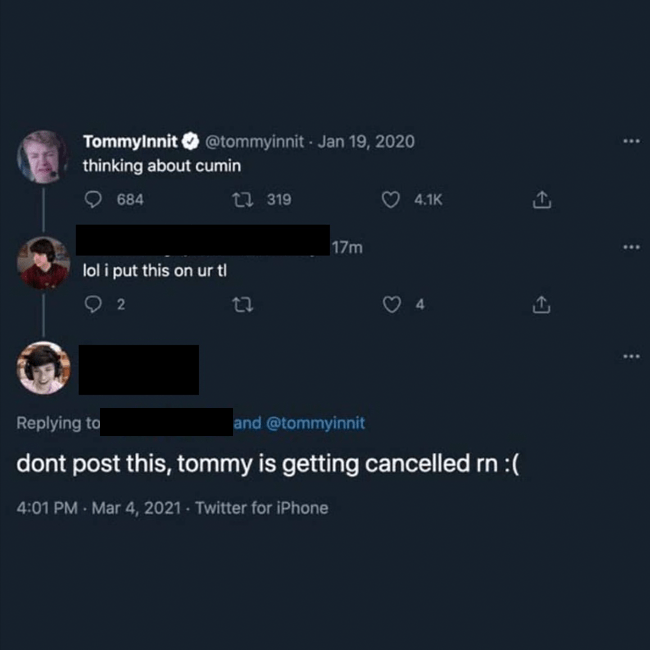 TommyInnit @tommyinnit · Jan 19, 2020
thinking about cumin
684 319 4.1K
17m
lol i put this on ur tl
2 4
Replying to and @tommyinnit
dont post this, tommy is getting cancelled rn :(
4:01 PM · Mar 4, 2021 · Twitter for iPhone